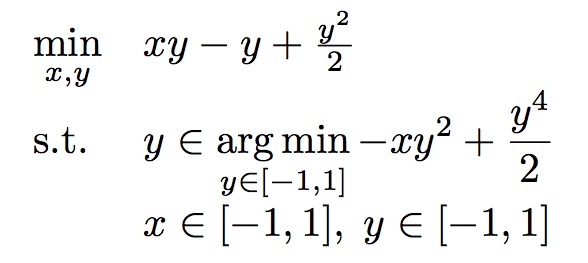 min x,y xy − y + y²/2
s.t. y ∈ arg min y∈[−1,1] −xy² + y⁴/2
x ∈ [−1, 1], y ∈ [−1, 1]